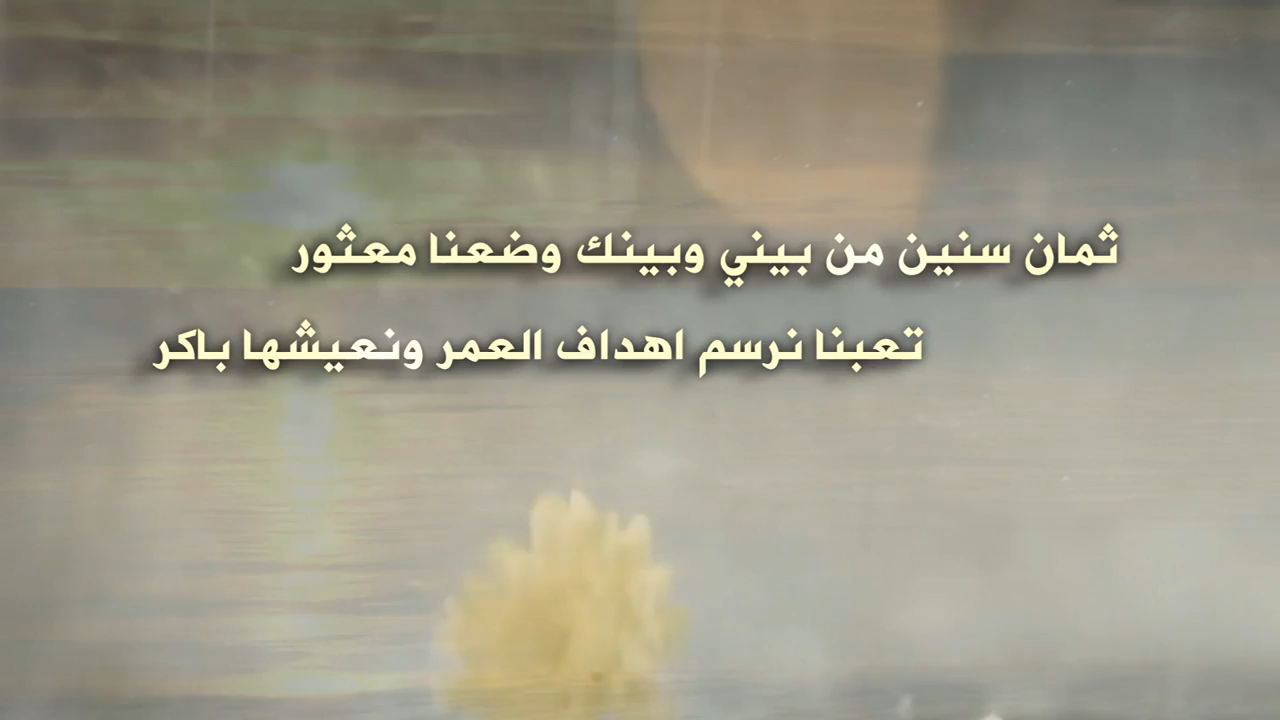 ثمان سنين من بيني وبينك وضعنا معثور
تعبنا نرسم اهداف العمر ونعيشها باكر